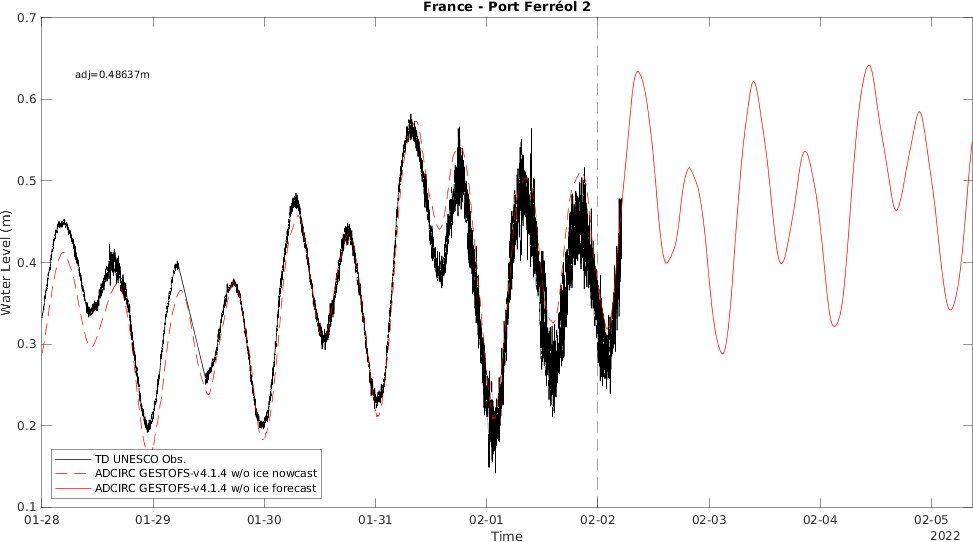 France - Port Ferréol 2
adj=0.48637m
Water Level (m)
0.7
0.6
0.5
0.4
0.3
0.2
0.1
TD UNESCO Obs.
ADCIRC GESTOFS-v4.1.4 w/o ice nowcast
ADCIRC GESTOFS-v4.1.4 w/o ice forecast
01-28 01-29 01-30 01-31 02-01 02-02 02-03 02-04 02-05
Time
2022